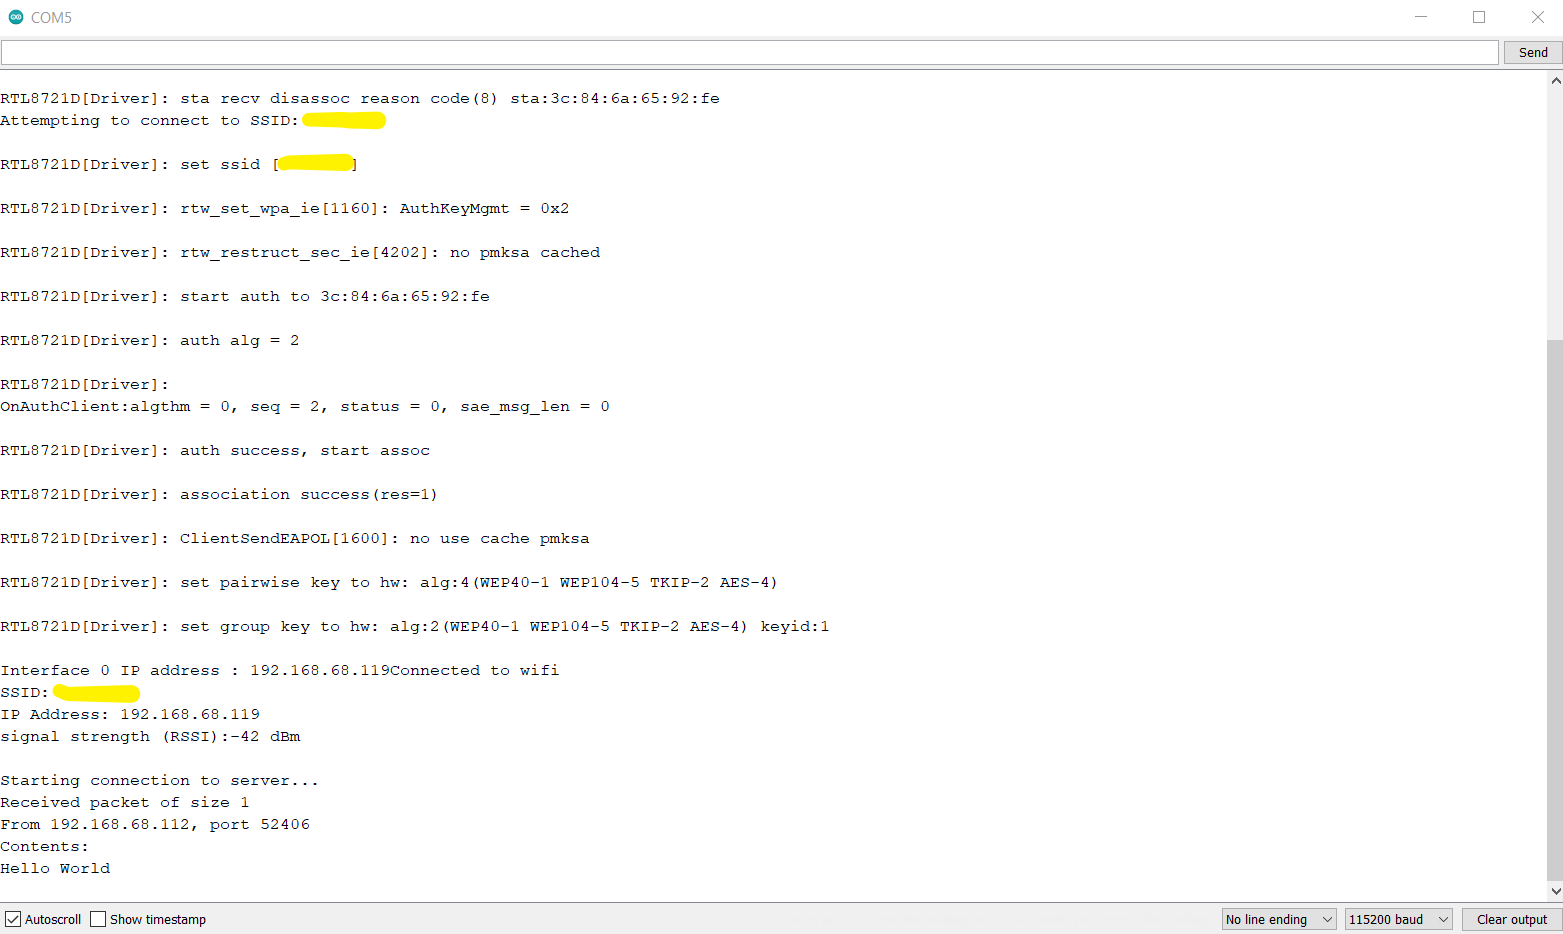 COM5
Send
RTL8721D[Driver]: sta recv disassoc reason code(8) sta:3c:84:6a:65:92:fe
Attempting to connect to SSID:
RTL8721D[Driver]: set ssid [ ]
RTL8721D[Driver]: rtw_set_wpa_ie[1160]: AuthKeyMgmt = 0x2
RTL8721D[Driver]: rtw_restruct_sec_ie[4202]: no pmksa cached
RTL8721D[Driver]: start auth to 3c:84:6a:65:92:fe
RTL8721D[Driver]: auth alg = 2
RTL8721D[Driver]:
OnAuthClient:algthm = 0, seq = 2, status = 0, sae_msg_len = 0
RTL8721D[Driver]: auth success, start assoc
RTL8721D[Driver]: association success(res=1)
RTL8721D[Driver]: ClientSendEAPOL[1600]: no use cache pmksa
RTL8721D[Driver]: set pairwise key to hw: alg:4(WEP40-1 WEP104-5 TKIP-2 AES-4)
RTL8721D[Driver]: set group key to hw: alg:2(WEP40-1 WEP104-5 TKIP-2 AES-4) keyid:1
Interface 0 IP address : 192.168.68.119Connected to wifi
SSID:
IP Address: 192.168.68.119
signal strength (RSSI):-42 dBm
Starting connection to server...
Received packet of size 1
From 192.168.68.112, port 52406
Contents:
Hello World
Autoscroll Show timestamp No line ending 115200 baud Clear output